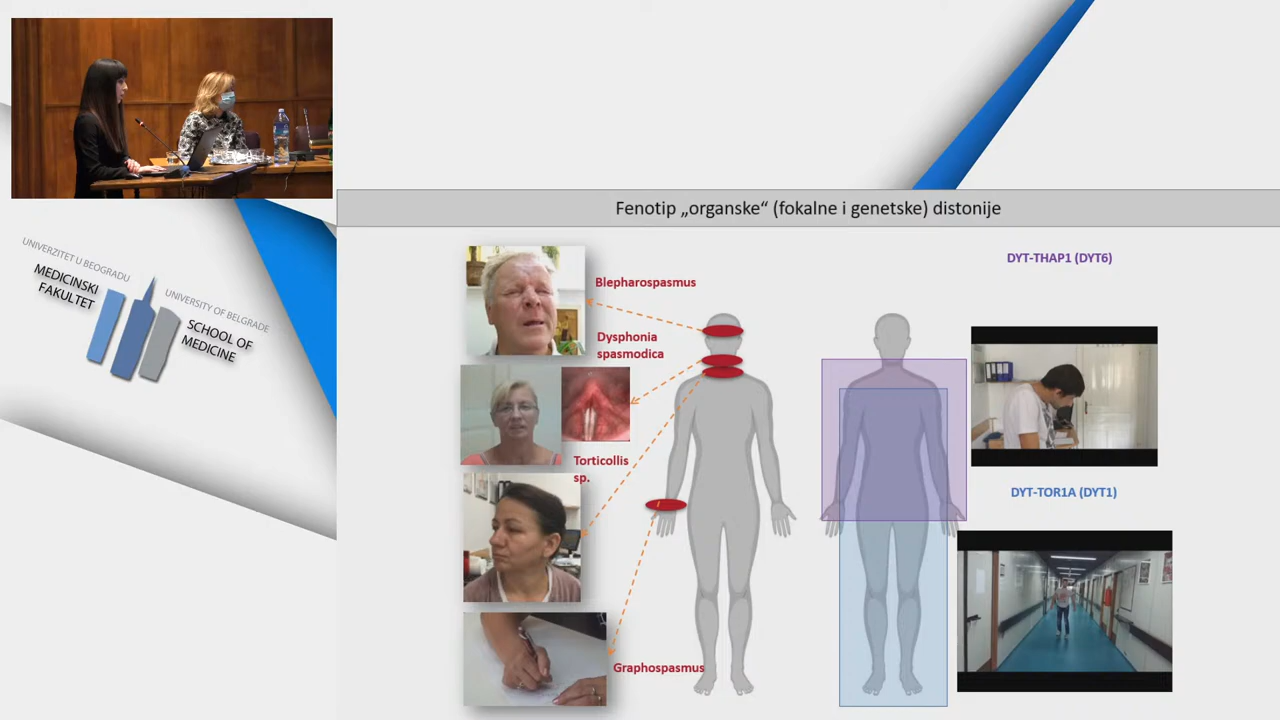 UNIVERZITET U BEOGRADU
MEDICINSKI
FAKULTET
UNIVERSITY OF BELGRADE
SCHOOL OF
MEDICINE
Fenotip „organske“ (fokalne i genetske) distonije
Blepharospasmus
Dysphonia
spasmodica
Torticollis
sp.
Graphospasmus
DYT-THAP1 (DYT6)
DYT-TOR1A (DYT1)